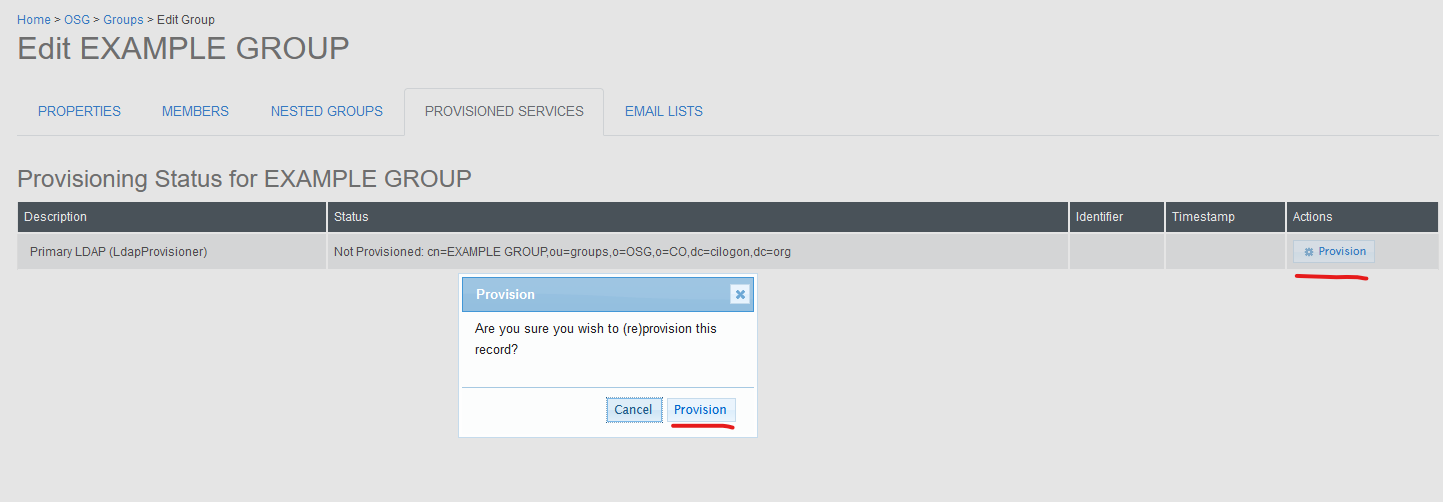 Home > OSG > Groups > Edit Group
Edit EXAMPLE GROUP
PROPERTIES MEMBERS NESTED GROUPS PROVISIONED SERVICES EMAIL LISTS
Provisioning Status for EXAMPLE GROUP
Description Status Identifier Timestamp Actions
Primary LDAP (LdapProvisioner) Not Provisioned: cn=EXAMPLE GROUP,ou=groups,o=OSG,o=CO,dc=cilogon,dc=org Provision
Provision
Are you sure you wish to (re)provision this
record?
Cancel Provision